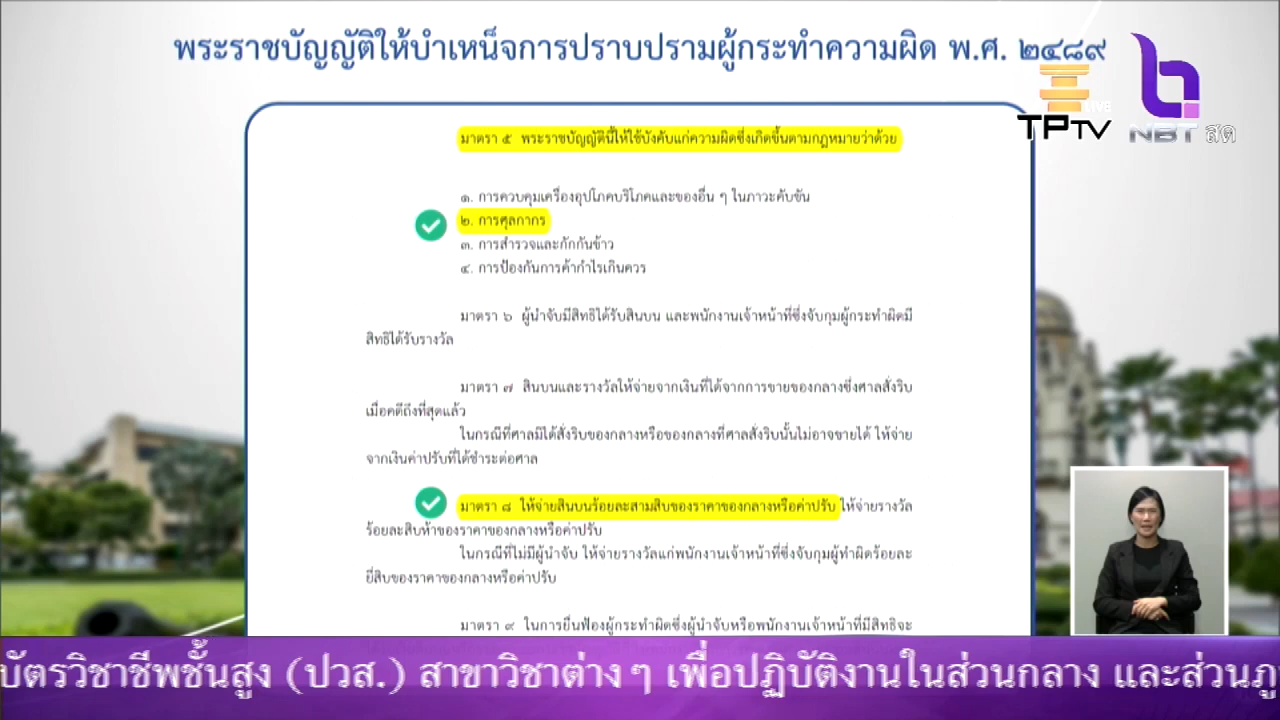 พระราชบัญญัติให้บำเหน็จการปราบปรามผู้กระทำความผิด พ.ศ. ๒๔๘๙
LIVE
TPTV
NBT สด
มาตรา ๕ พระราชบัญญัตินี้ให้ใช้บังคับแก่ความผิดซึ่งเกิดขึ้นตามกฎหมายว่าด้วย
๑. การควบคุมเครื่องอุปโภคบริโภคและของอื่น ๆ ในภาวะคับขัน
๒. การศุลกากร
๓. การสำรวจและกักกันข้าว
๔. การป้องกันการค้ากำไรเกินควร
มาตรา ๖ ผู้นำจับมีสิทธิได้รับสินบน และพนักงานเจ้าหน้าที่ซึ่งจับกุมผู้กระทำผิดมี
สิทธิได้รับรางวัล
มาตรา ๗ สินบนและรางวัลให้จ่ายจากเงินที่ได้จากการขายของกลางซึ่งศาลสั่งริบ
เมื่อคดีถึงที่สุดแล้ว
ในกรณีที่ศาลมิได้สั่งริบของกลางหรือของกลางที่ศาลสั่งริบนั้นไม่อาจขายได้ ให้จ่าย
จากเงินค่าปรับที่ได้ชำระต่อศาล
มาตรา ๘ ให้จ่ายสินบนร้อยละสามสิบของราคาของกลางหรือค่าปรับ ให้จ่ายรางวัล
ร้อยละสิบห้าของราคาของกลางหรือค่าปรับ
ในกรณีที่ไม่มีผู้นำจับ ให้จ่ายรางวัลแก่พนักงานเจ้าหน้าที่ซึ่งจับกุมผู้ทำผิดร้อยละ
ยี่สิบของราคาของกลางหรือค่าปรับ
มาตรา ๙ ในการยื่นฟ้องผู้กระทำผิดซึ่งผู้นำจับหรือพนักงานเจ้าหน้าที่มีสิทธิจะ
บัตรวิชาชีพชั้นสูง (ปวส.) สาขาวิชาต่างๆ เพื่อปฏิบัติงานในส่วนกลาง และส่วนภู